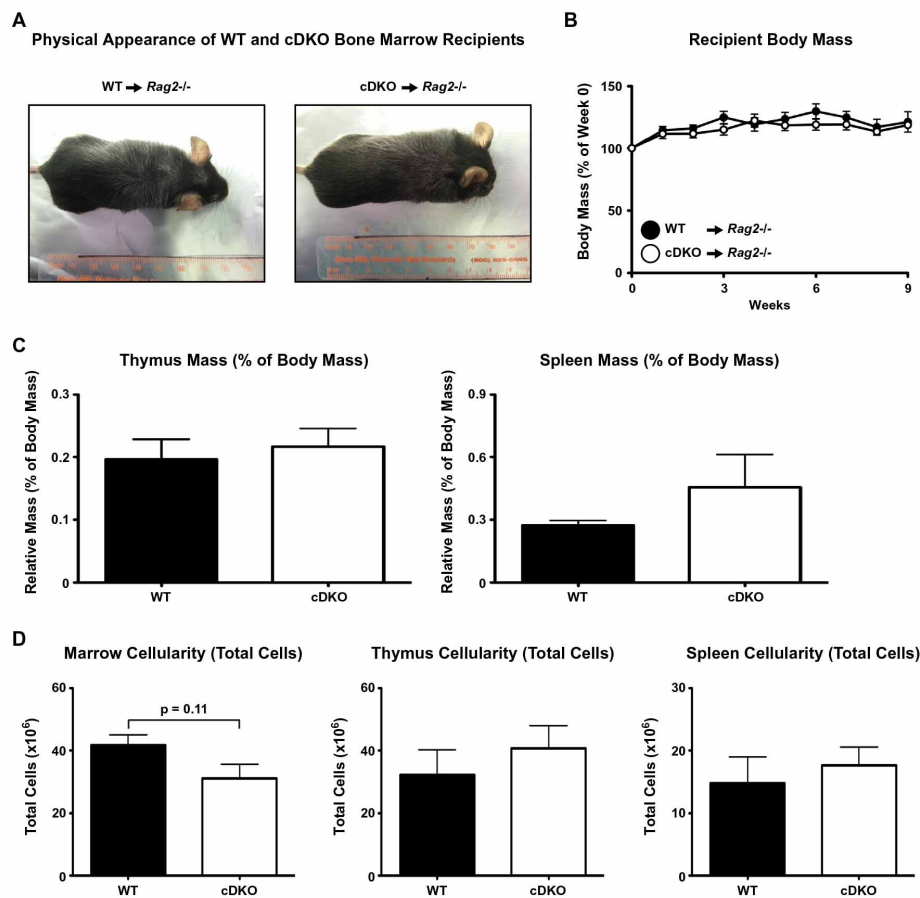 A
Physical Appearance of WT and cDKO Bone Marrow Recipients
WT → Rag2-/-
cDKO → Rag2-/-
B
Recipient Body Mass
Body Mass (% of Week 0)
150
100
50
0
WT → Rag2-/-
cDKO → Rag2-/-
0 3 6 9
Weeks
C
Thymus Mass (% of Body Mass)
Relative Mass (% of Body Mass)
0.3
0.2
0.1
0
WT cDKO
Spleen Mass (% of Body Mass)
Relative Mass (% of Body Mass)
0.9
0.6
0.3
0
WT cDKO
D
Marrow Cellularity (Total Cells)
Total Cells (x10⁶)
60
40
20
0
p = 0.11
WT cDKO
Thymus Cellularity (Total Cells)
Total Cells (x10⁶)
60
40
20
0
WT cDKO
Spleen Cellularity (Total Cells)
Total Cells (x10⁶)
30
20
10
0
WT cDKO